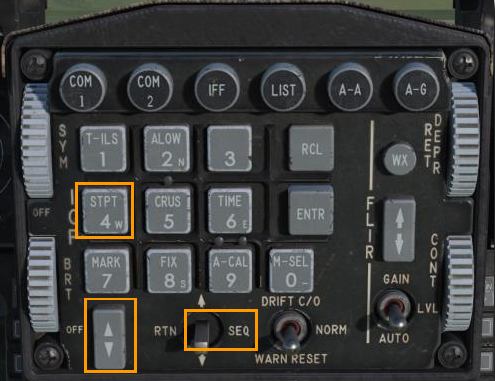 COM 1
COM 2
IFF
LIST
A-A
A-G
SYM
T-ILS 1
ALOW 2 N
3
RCL
WX
DEPR
RET
OFF
STPT 4 W
CRUS 5
TIME 6 E
ENTR
FLIR
BRT
MARK 7
FIX 8 S
A-CAL 9
M-SEL 0 -
CONT
GAIN
LVL
AUTO
OFF
RTN
SEQ
DRIFT C/O
NORM
WARN RESET